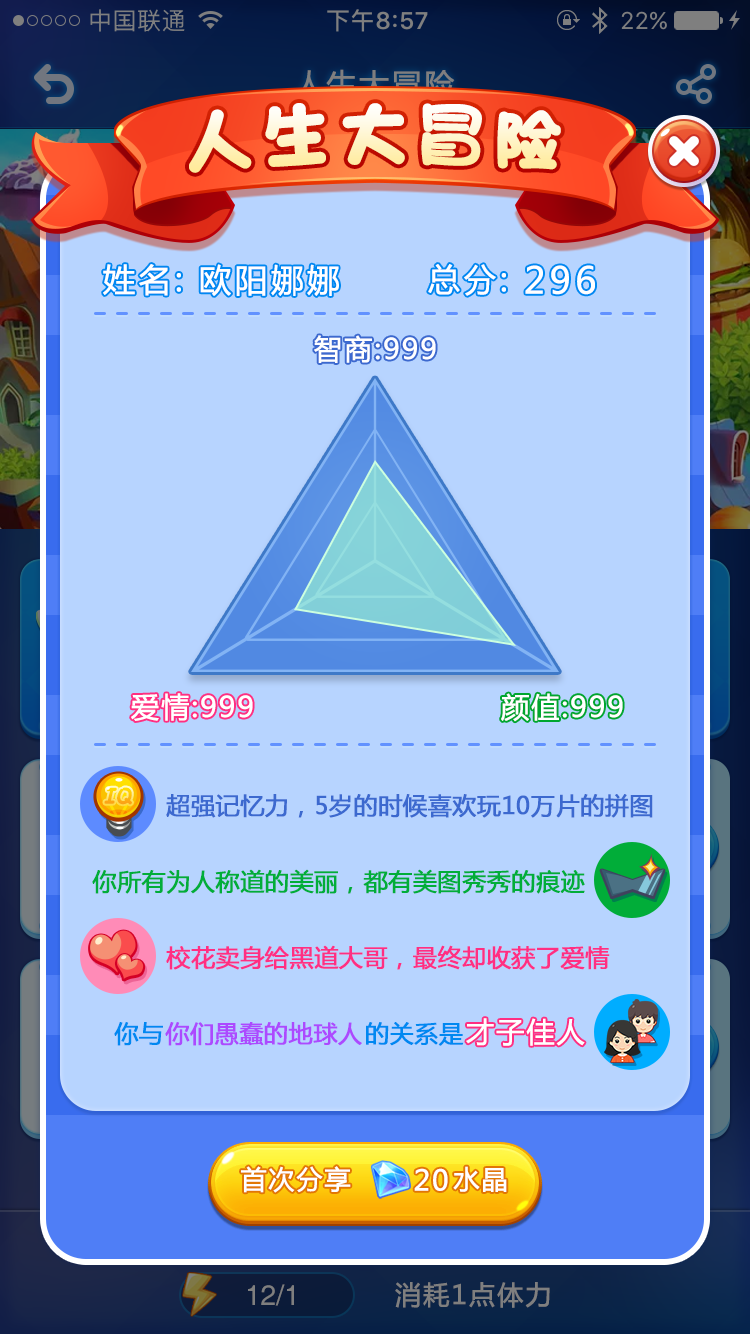 中国联通 下午8:57 22%
人生大冒险
人生大冒险
姓名: 欧阳娜娜 总分: 296
智商:999
爱情:999 颜值:999
IQ 超强记忆力，5岁的时候喜欢玩10万片的拼图
你所有为人称道的美丽，都有美图秀秀的痕迹
校花卖身给黑道大哥，最终却收获了爱情
你与你们愚蠢的地球人的关系是才子佳人
首次分享 20水晶
12/1 消耗1点体力